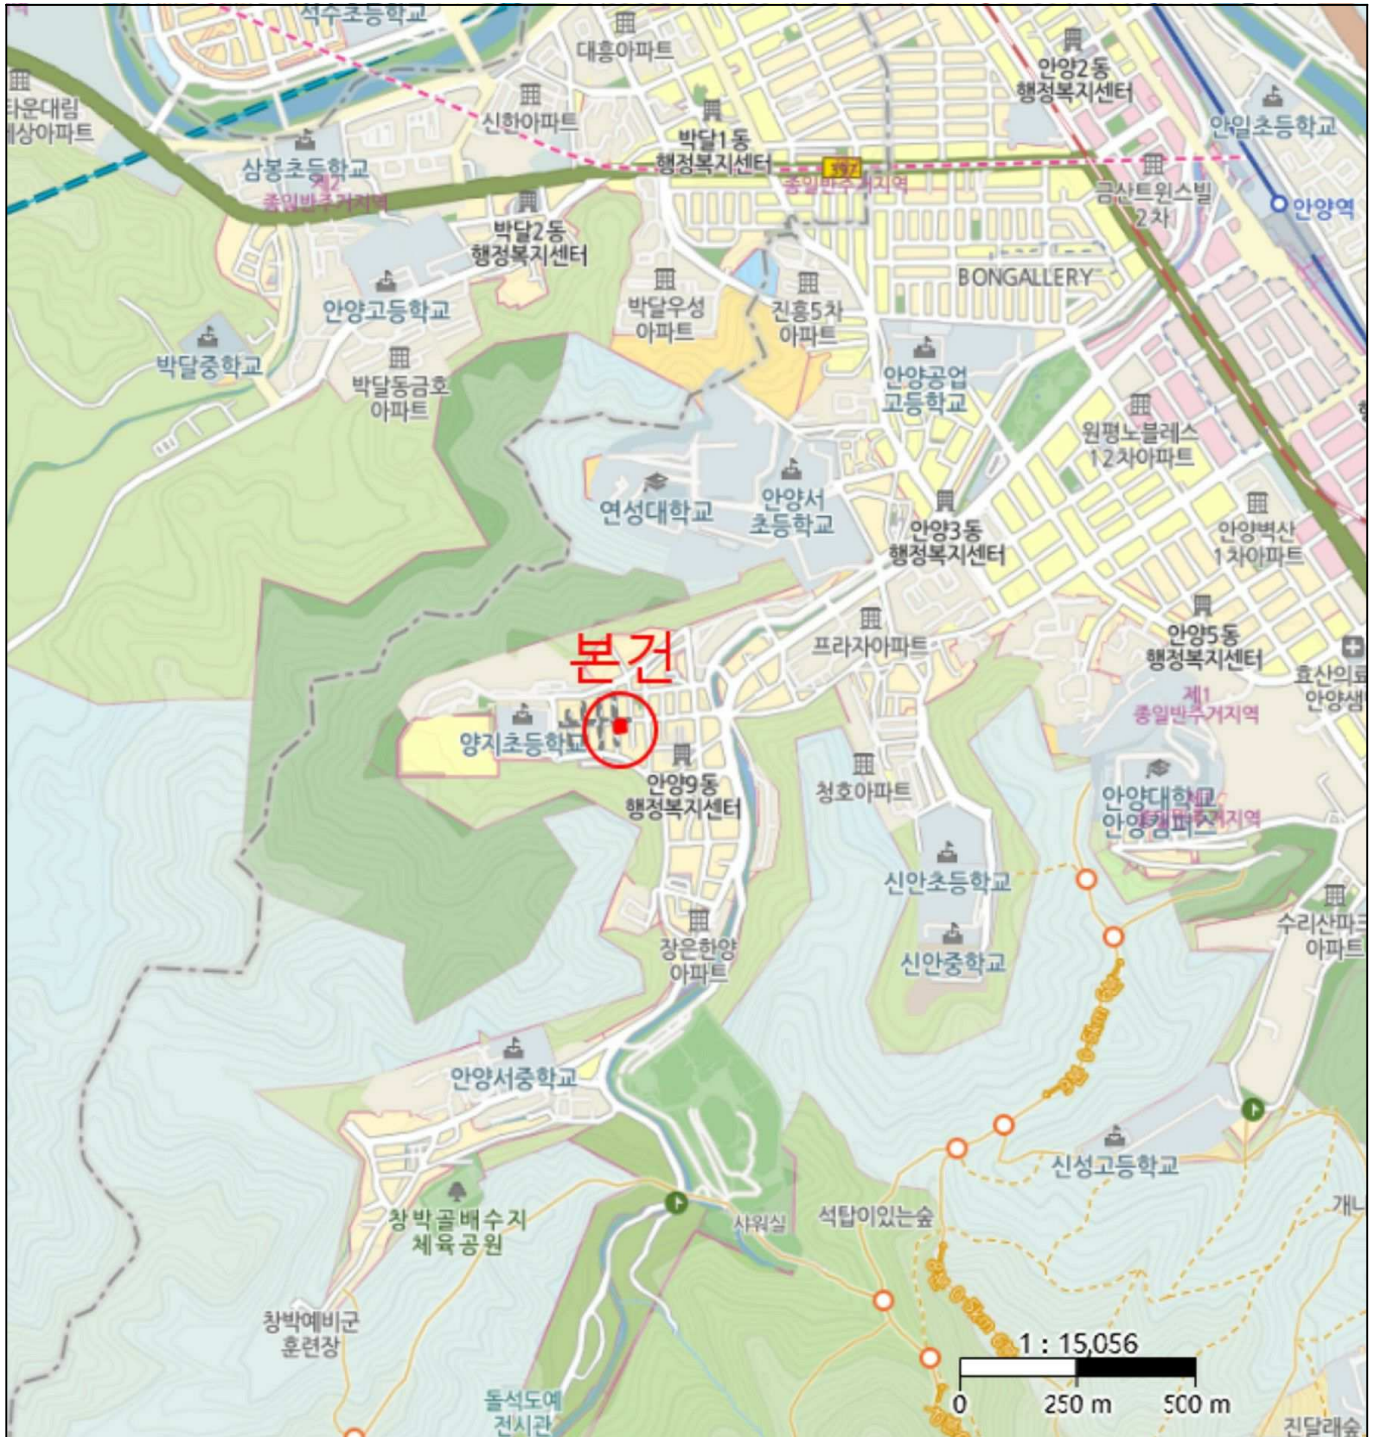 석수초등학교
대흥아파트
안양2동
행정복지센터
타운대림
세상아파트
신한아파트
박달1동
행정복지센터
안일초등학교
삼봉초등학교
제2
종일반주거지역
397
종일반주거지역
금산트윈스빌
2차
안양역
박달2동
행정복지센터
BONGALLERY
안양고등학교
박달우성
아파트
진흥5차
아파트
박달중학교
박달동금호
아파트
안양공업
고등학교
원평노블레스
12차아파트
연성대학교
안양서
초등학교
안양3동
행정복지센터
안양벽산
1차아파트
본건
프라자아파트
안양5동
행정복지센터
효산의료
안양샘
제1
종일반주거지역
양지초등학교
안양9동
행정복지센터
청호아파트
안양대학교
안양캠퍼스
신안초등학교
수리산파크
아파트
장은한양
아파트
신안중학교
안양서중학교
신성고등학교
창박골배수지
체육공원
샤워실
석탑이있는숲
개나
창박예비군
훈련장
1 : 15,056
0 250 m 500 m
돌석도예
전시관
진달래숲